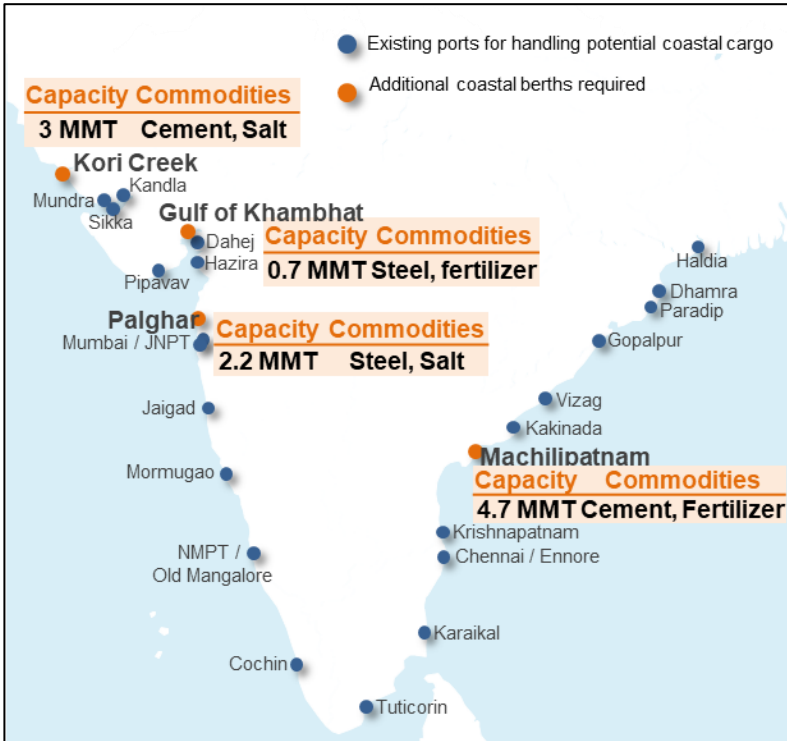 Existing ports for handling potential coastal cargo
Additional coastal berths required
Capacity Commodities
3 MMT Cement, Salt
Kori Creek
Kandla
Mundra
Sikka
Gulf of Khambhat
Dahej
Hazira
Pipavav
Capacity Commodities
0.7 MMT Steel, fertilizer
Palghar
Mumbai / JNPT
Capacity Commodities
2.2 MMT Steel, Salt
Jaigad
Mormugao
NMPT /
Old Mangalore
Cochin
Tuticorin
Karaikal
Chennai / Ennore
Krishnapatnam
Machilipatnam
Capacity Commodities
4.7 MMT Cement, Fertilizer
Kakinada
Vizag
Gopalpur
Paradip
Dhamra
Haldia